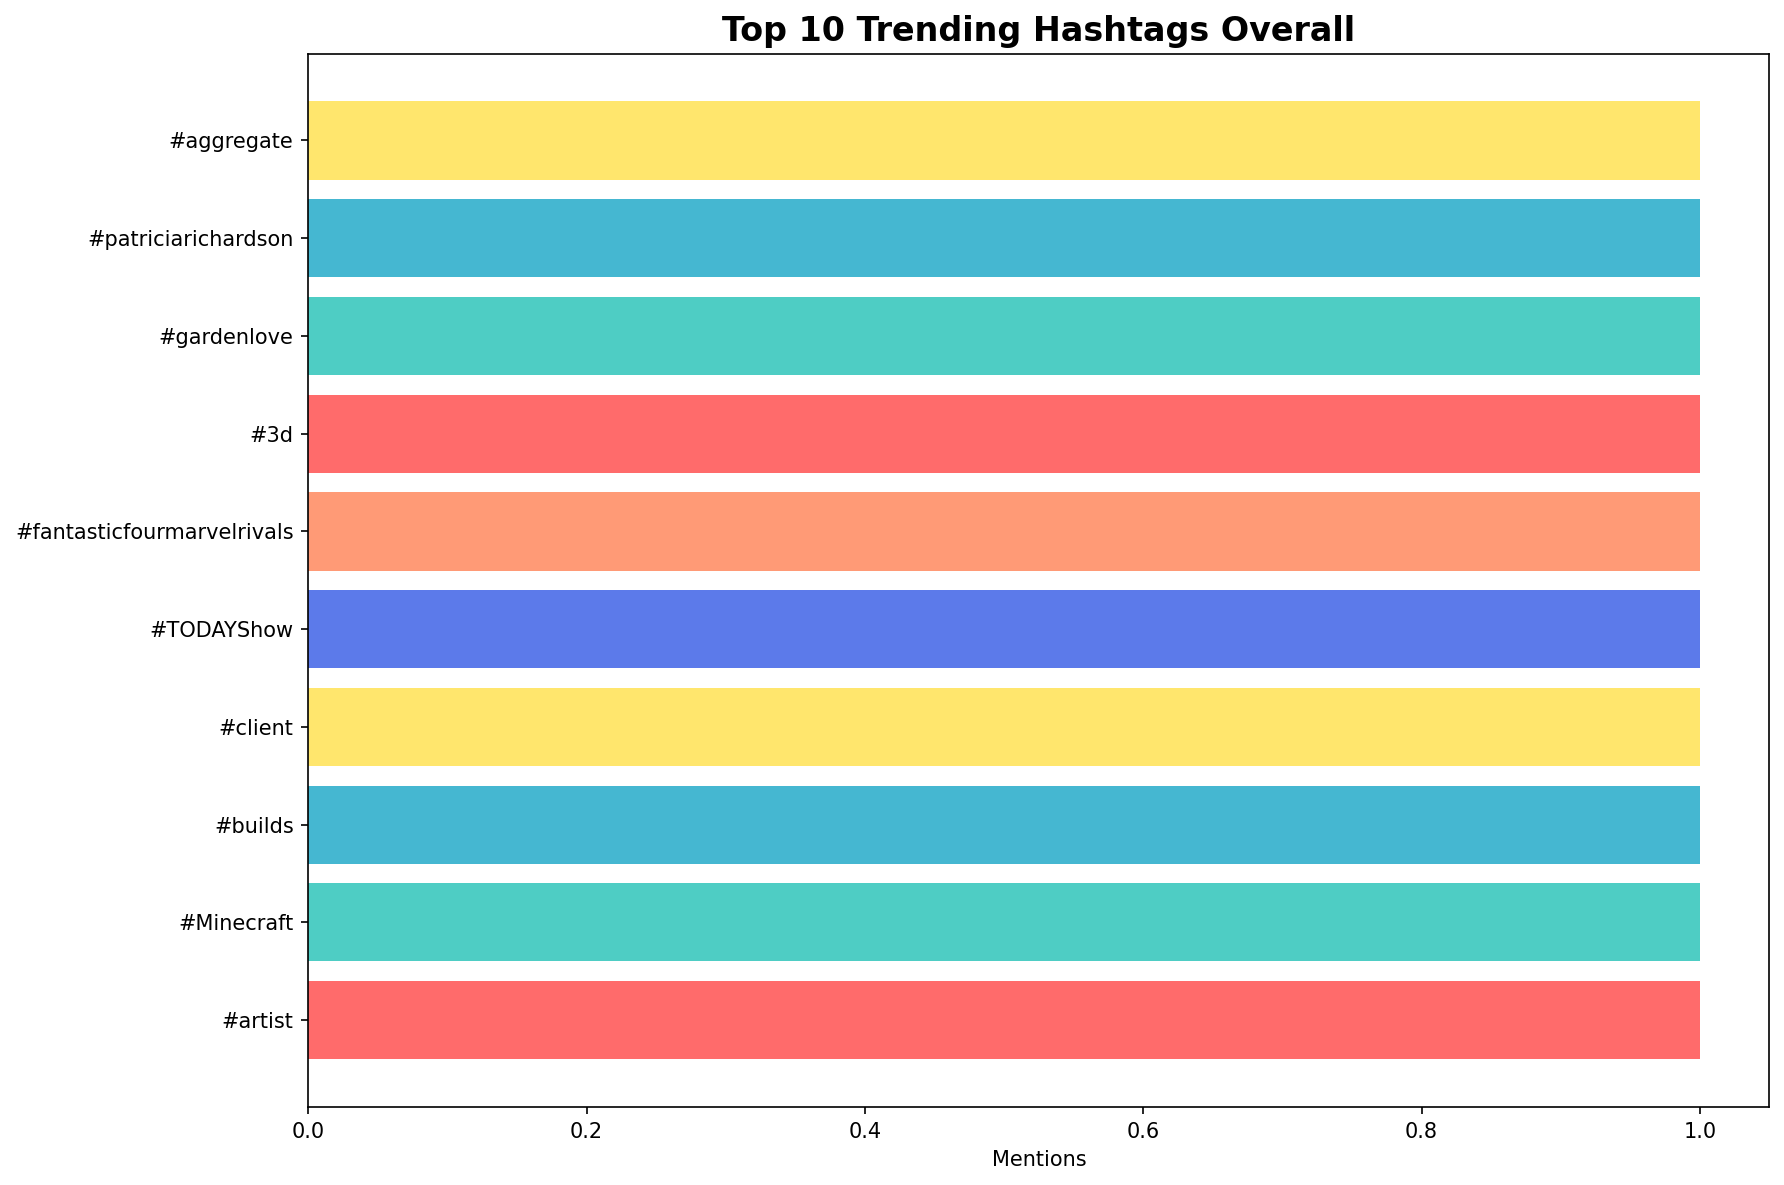 Top 10 Trending Hashtags Overall
#aggregate
#patriciarichardson
#gardenlove
#3d
#fantasticfourmarvelrivals
#TODAYShow
#client
#builds
#Minecraft
#artist
0.0 0.2 0.4 0.6 0.8 1.0
Mentions